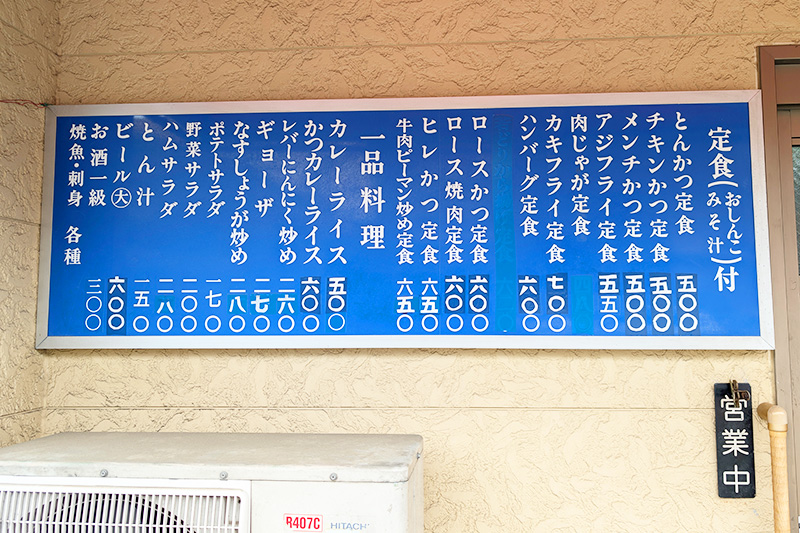 定食（おしんこ みそ汁）付
とんかつ定食 五〇〇
チキンかつ定食 五〇〇
メンチかつ定食 五〇〇
アジフライ定食 五五〇
肉じゃが定食
カキフライ定食 七〇〇
ハンバーグ定食 六〇〇
ロースかつ定食 六〇〇
ロース焼肉定食 六〇〇
ヒレかつ定食 六五〇
牛肉ピーマン炒め定食 六五〇
一品料理
カレーライス 五〇〇
かつカレーライス 六〇〇
レバーにんにく炒め 二六〇
ギョーザ 二七〇
なすしょうが炒め 二八〇
ポテトサラダ 一七〇
野菜サラダ 二〇〇
ハムサラダ 二八〇
とん汁 一五〇
ビール大 六〇〇
お酒一級 三〇〇
焼魚・刺身 各種
営業中
R407C
HITACHI